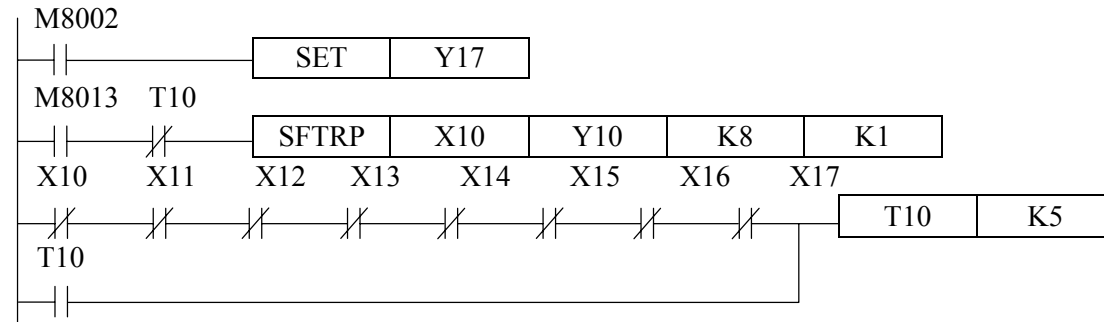 M8002
SET Y17
M8013 T10
SFTRP X10 Y10 K8 K1
X10 X11 X12 X13 X14 X15 X16 X17
T10 K5
T10